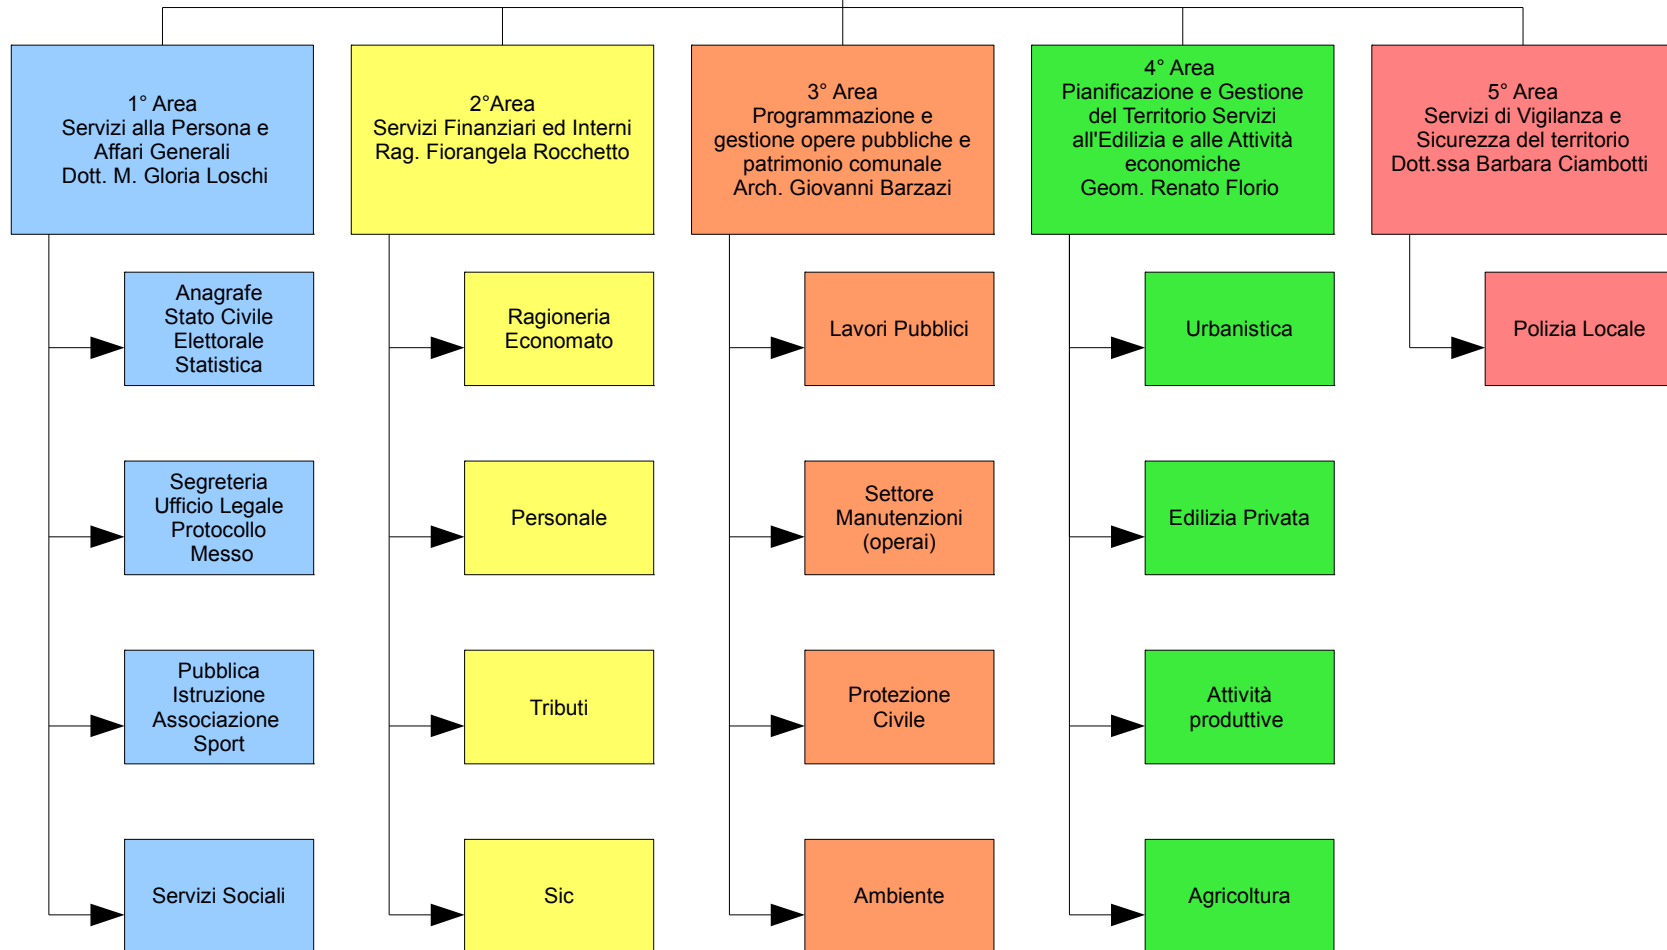 1° Area
Servizi alla Persona e
Affari Generali
Dott. M. Gloria Loschi
2°Area
Servizi Finanziari ed Interni
Rag. Fiorangela Rocchetto
3° Area
Programmazione e
gestione opere pubbliche e
patrimonio comunale
Arch. Giovanni Barzazi
4° Area
Pianificazione e Gestione
del Territorio Servizi
all'Edilizia e alle Attività
economiche
Geom. Renato Florio
5° Area
Servizi di Vigilanza e
Sicurezza del territorio
Dott.ssa Barbara Ciambotti
Anagrafe
Stato Civile
Elettorale
Statistica
Ragioneria
Economato
Lavori Pubblici
Urbanistica
Polizia Locale
Segreteria
Ufficio Legale
Protocollo
Messo
Personale
Settore
Manutenzioni
(operai)
Edilizia Privata
Pubblica
Istruzione
Associazione
Sport
Tributi
Protezione
Civile
Attività
produttive
Servizi Sociali
Sic
Ambiente
Agricoltura